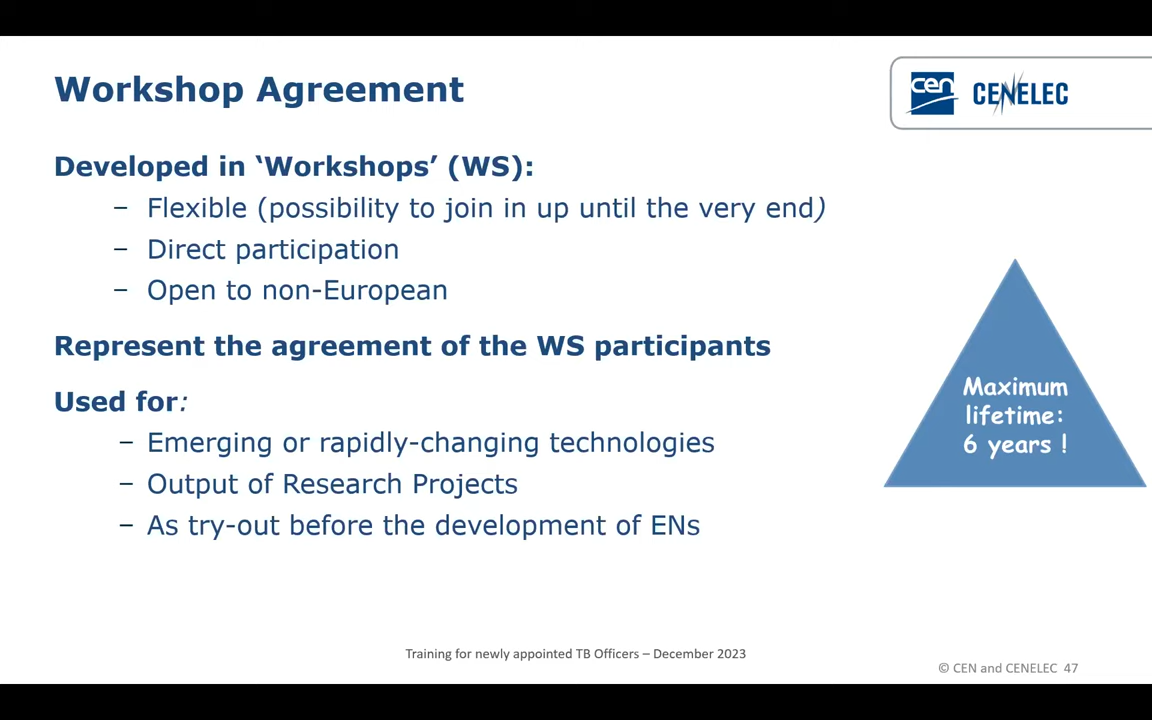 Workshop Agreement
cen CENELEC
Developed in ‘Workshops’ (WS):
– Flexible (possibility to join in up until the very end)
– Direct participation
– Open to non-European
Represent the agreement of the WS participants
Used for:
– Emerging or rapidly-changing technologies
– Output of Research Projects
– As try-out before the development of ENs
Maximum
lifetime:
6 years !
Training for newly appointed TB Officers – December 2023
© CEN and CENELEC 47